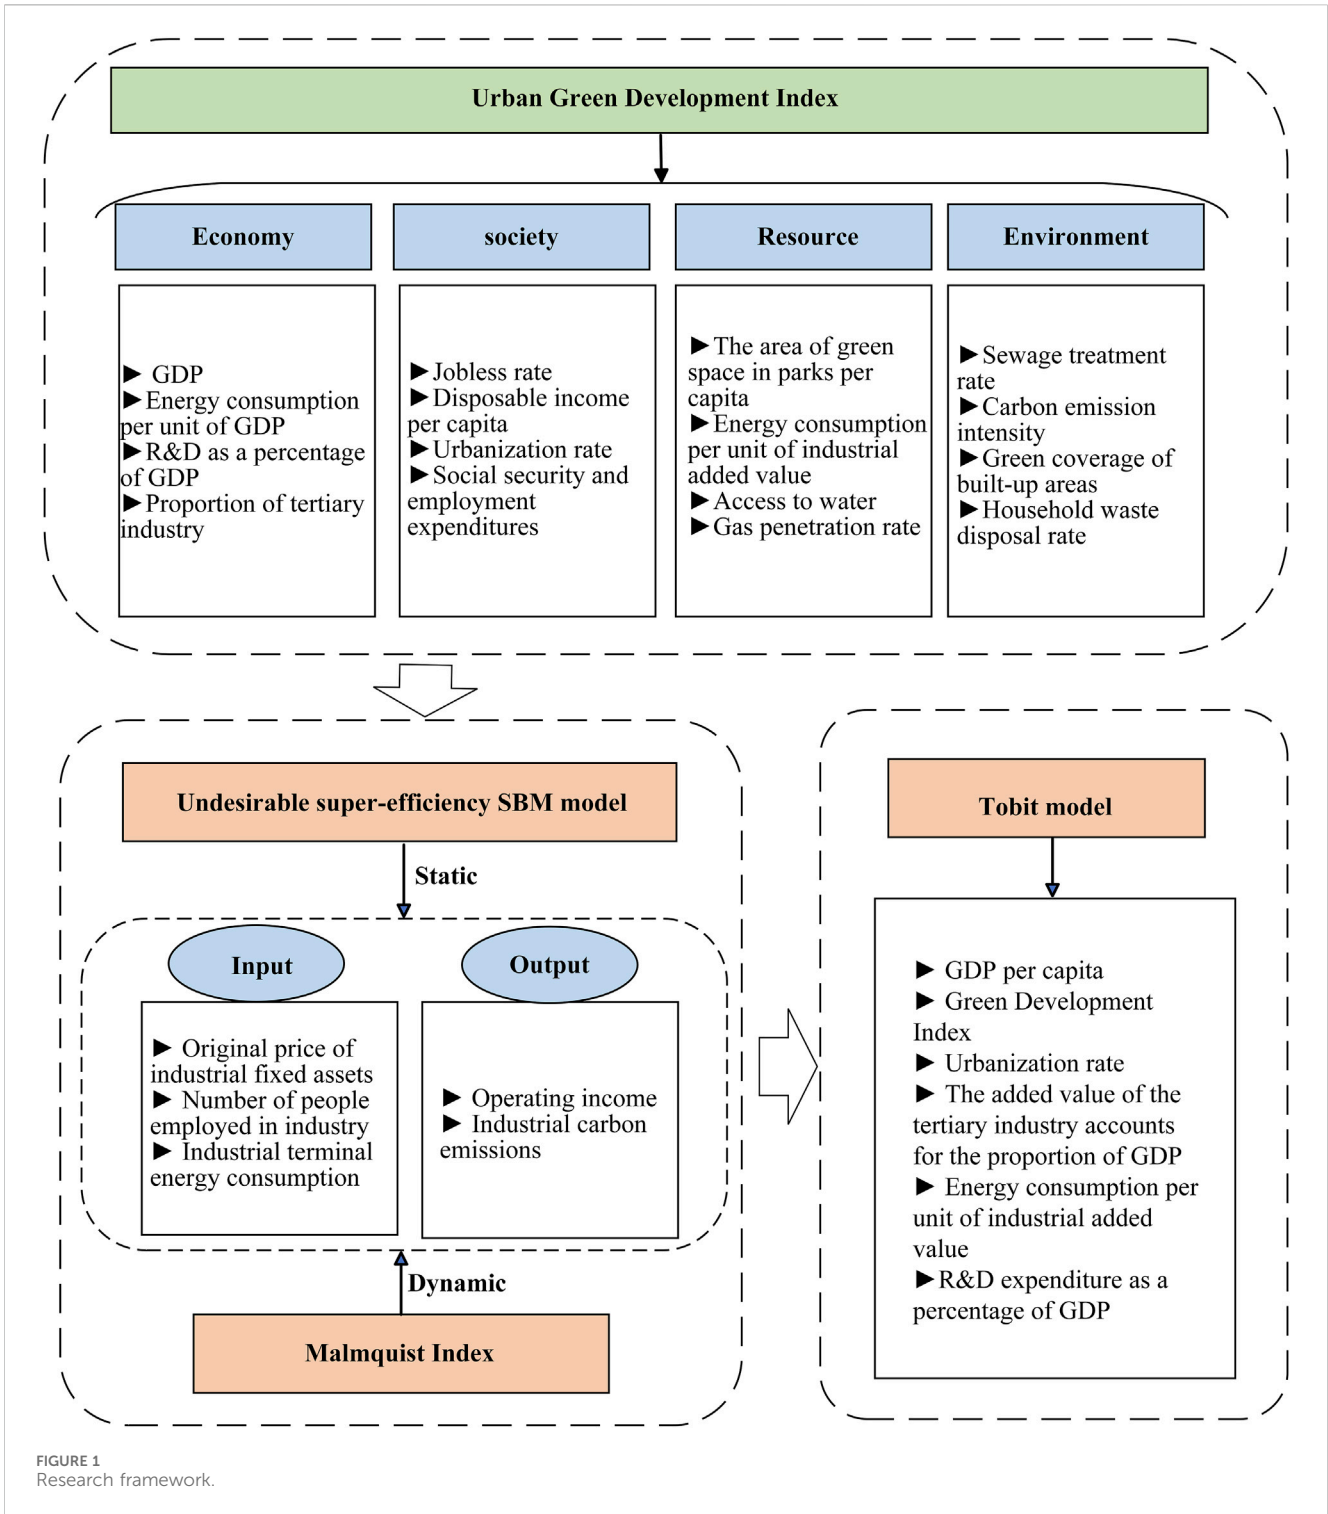 Urban Green Development Index
Economy
► GDP
►Energy consumption
per unit of GDP
►R&D as a percentage
of GDP
►Proportion of tertiary
industry
society
►Jobless rate
►Disposable income
per capita
►Urbanization rate
►Social security and
employment
expenditures
Resource
►The area of green
space in parks per
capita
►Energy consumption
per unit of industrial
added value
►Access to water
►Gas penetration rate
Environment
►Sewage treatment
rate
►Carbon emission
intensity
►Green coverage of
built-up areas
►Household waste
disposal rate
Undesirable super-efficiency SBM model
Static
Input
► Original price of
industrial fixed assets
► Number of people
employed in industry
► Industrial terminal
energy consumption
Output
► Operating income
► Industrial carbon
emissions
Dynamic
Malmquist Index
Tobit model
► GDP per capita
► Green Development
Index
► Urbanization rate
► The added value of the
tertiary industry accounts
for the proportion of GDP
► Energy consumption per
unit of industrial added
value
►R&D expenditure as a
percentage of GDP
FIGURE 1
Research framework.